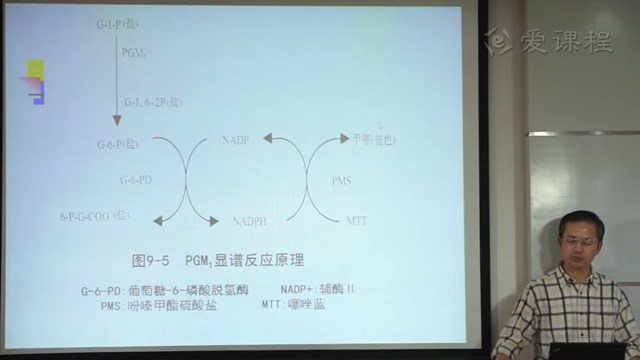 G-1-P(盐)
爱课程
PGM₁
G-1, 6-2P(盐)
G-6-P(盐)
NADP
甲䐶(蓝色)
G-6-PD
PMS
6-P-G-COO⁻(盐)
NADPH
MTT
图9-5 PGM₁显谱反应原理
G-6-PD:葡萄糖-6-磷酸脱氢酶 NADP+:辅酶Ⅱ
PMS:吩嗪甲酯硫酸盐 MTT:噻唑蓝